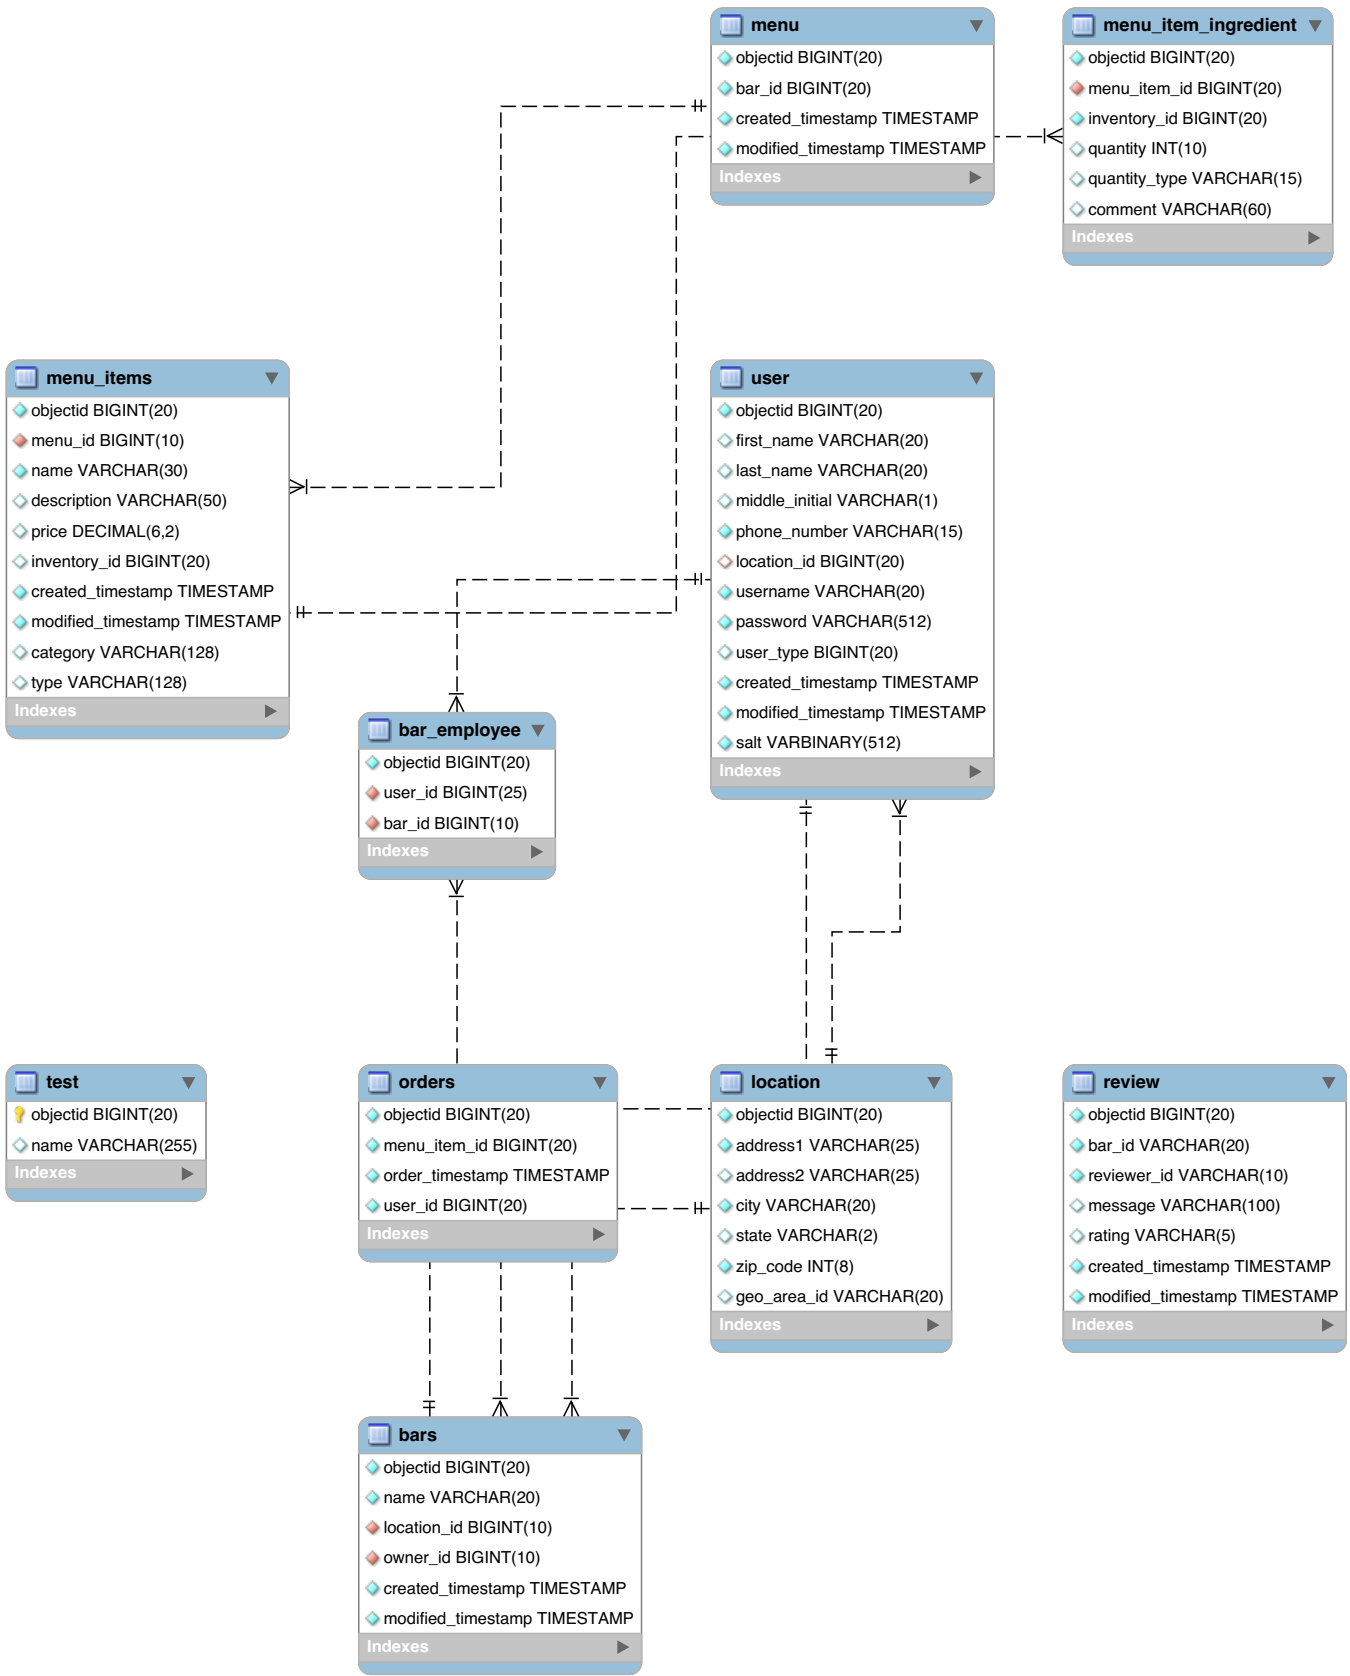 menu
objectid BIGINT(20)
bar_id BIGINT(20)
created_timestamp TIMESTAMP
modified_timestamp TIMESTAMP
Indexes
menu_item_ingredient
objectid BIGINT(20)
menu_item_id BIGINT(20)
inventory_id BIGINT(20)
quantity INT(10)
quantity_type VARCHAR(15)
comment VARCHAR(60)
Indexes
menu_items
objectid BIGINT(20)
menu_id BIGINT(10)
name VARCHAR(30)
description VARCHAR(50)
price DECIMAL(6,2)
inventory_id BIGINT(20)
created_timestamp TIMESTAMP
modified_timestamp TIMESTAMP
category VARCHAR(128)
type VARCHAR(128)
Indexes
user
objectid BIGINT(20)
first_name VARCHAR(20)
last_name VARCHAR(20)
middle_initial VARCHAR(1)
phone_number VARCHAR(15)
location_id BIGINT(20)
username VARCHAR(20)
password VARCHAR(512)
user_type BIGINT(20)
created_timestamp TIMESTAMP
modified_timestamp TIMESTAMP
salt VARBINARY(512)
Indexes
bar_employee
objectid BIGINT(20)
user_id BIGINT(25)
bar_id BIGINT(10)
Indexes
test
objectid BIGINT(20)
name VARCHAR(255)
Indexes
orders
objectid BIGINT(20)
menu_item_id BIGINT(20)
order_timestamp TIMESTAMP
user_id BIGINT(20)
Indexes
location
objectid BIGINT(20)
address1 VARCHAR(25)
address2 VARCHAR(25)
city VARCHAR(20)
state VARCHAR(2)
zip_code INT(8)
geo_area_id VARCHAR(20)
Indexes
review
objectid BIGINT(20)
bar_id VARCHAR(20)
reviewer_id VARCHAR(10)
message VARCHAR(100)
rating VARCHAR(5)
created_timestamp TIMESTAMP
modified_timestamp TIMESTAMP
Indexes
bars
objectid BIGINT(20)
name VARCHAR(20)
location_id BIGINT(10)
owner_id BIGINT(10)
created_timestamp TIMESTAMP
modified_timestamp TIMESTAMP
Indexes